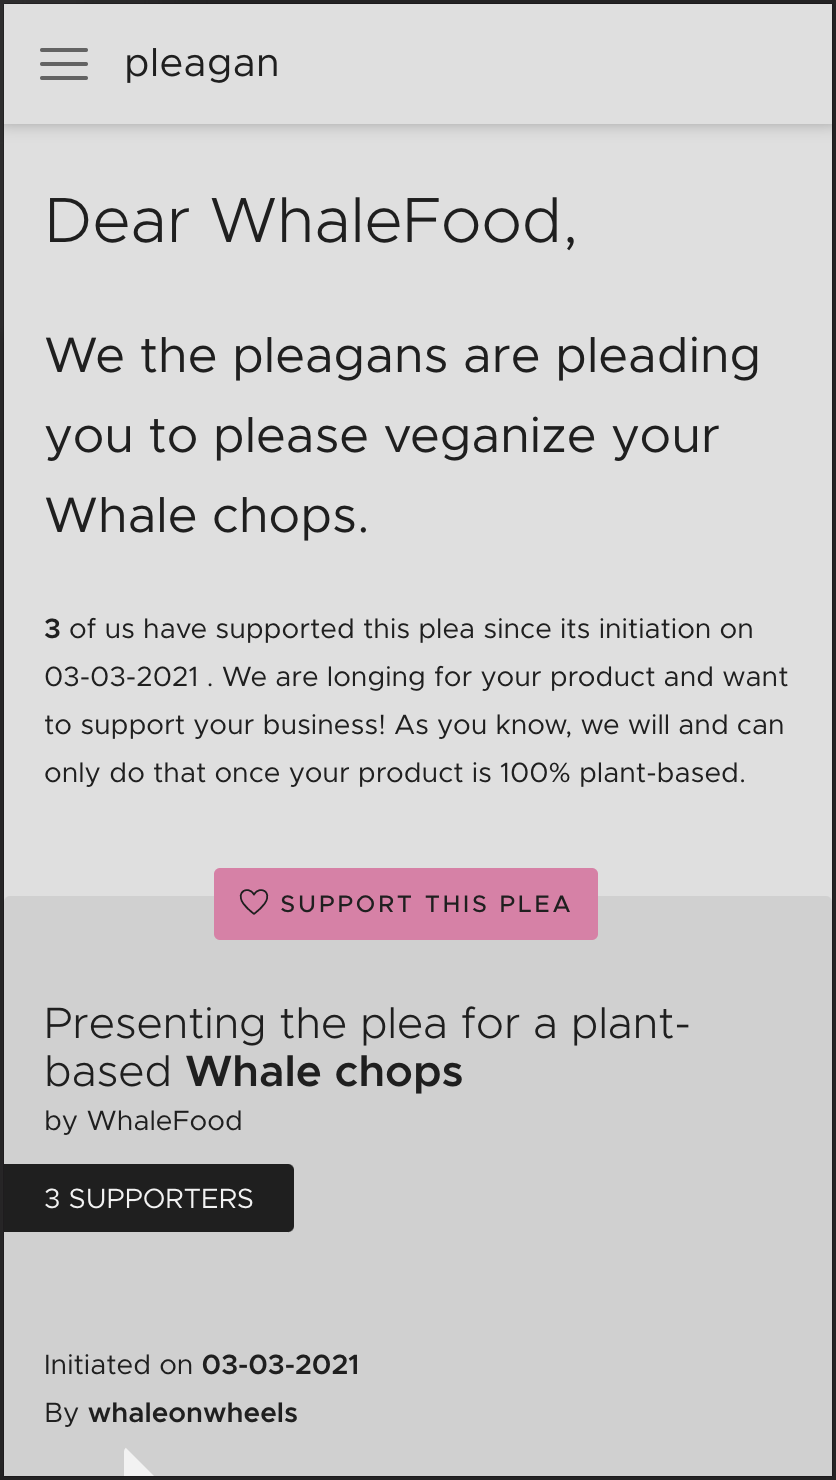 pleagan
Dear WhaleFood,
We the pleagans are pleading
you to please veganize your
Whale chops.
3 of us have supported this plea since its initiation on
03-03-2021 . We are longing for your product and want
to support your business! As you know, we will and can
only do that once your product is 100% plant-based.
SUPPORT THIS PLEA
Presenting the plea for a plant-
based Whale chops
by WhaleFood
3 SUPPORTERS
Initiated on 03-03-2021
By whaleonwheels